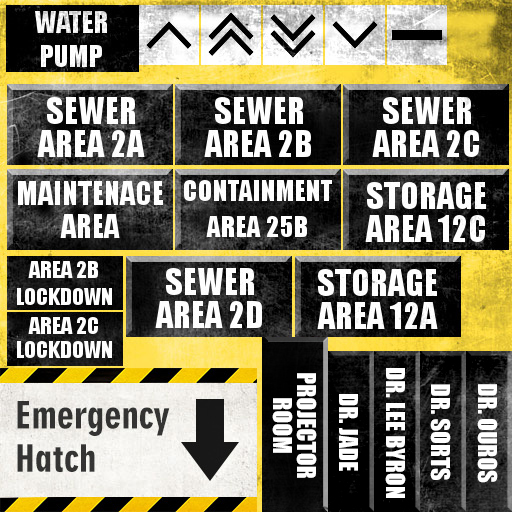 WATER
PUMP
SEWER
AREA 2A
SEWER
AREA 2B
SEWER
AREA 2C
MAINTENACE
AREA
CONTAINMENT
AREA 25B
STORAGE
AREA 12C
AREA 2B
LOCKDOWN
AREA 2C
LOCKDOWN
SEWER
AREA 2D
STORAGE
AREA 12A
Emergency
Hatch
PROJECTOR
ROOM
DR. JADE
DR. LEE BYRON
DR. SORTS
DR. OUROS